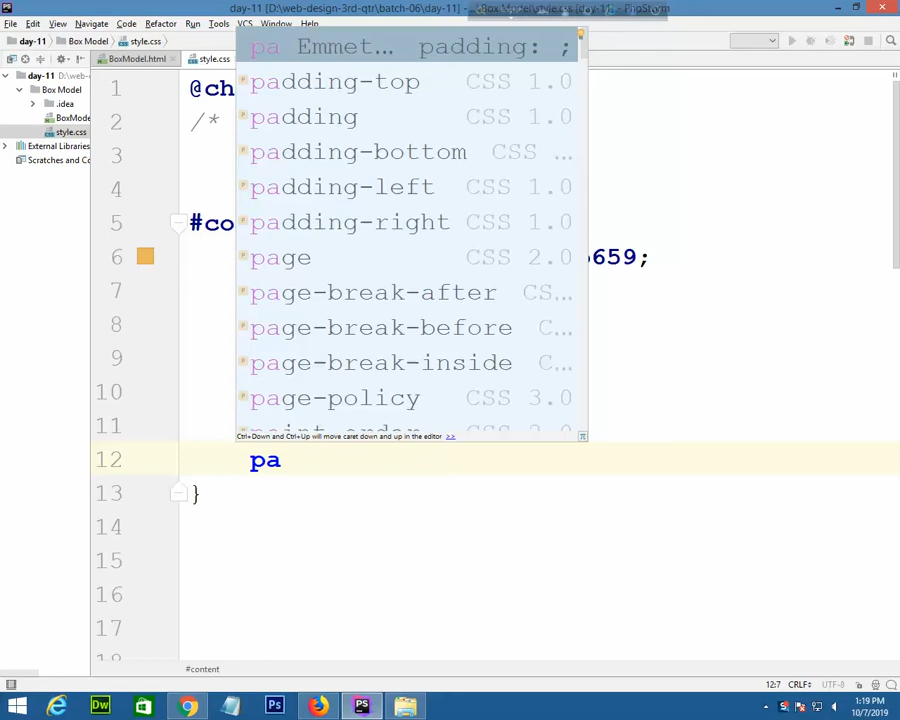 day-11 [D:\web-design-3rd-qtr\batch-06\day-11] - ...\Box Model\style.css [day-11] - PhpStorm
File Edit View Navigate Code Refactor Run Tools VCS Window Help
day-11 Box Model style.css
BoxModel.html style.css
day-11 D:\web-d
Box Model
.idea
BoxMode
style.css
External Libraries
Scratches and Co
1 @ch
2 /*
3
4
5 #co
6 659;
7
8
9
10
11
12 pa
13 }
14
15
16
17
18
pa Emmet... padding: ;
padding-top CSS 1.0
padding CSS 1.0
padding-bottom CSS ...
padding-left CSS 1.0
padding-right CSS 1.0
page CSS 2.0
page-break-after CS...
page-break-before C...
page-break-inside C...
page-policy CSS 3.0
Ctrl+Down and Ctrl+Up will move caret down and up in the editor >>
π
#content
12:7 CRLF÷ UTF-8
Dw Ps PS
1:19 PM
10/7/2019